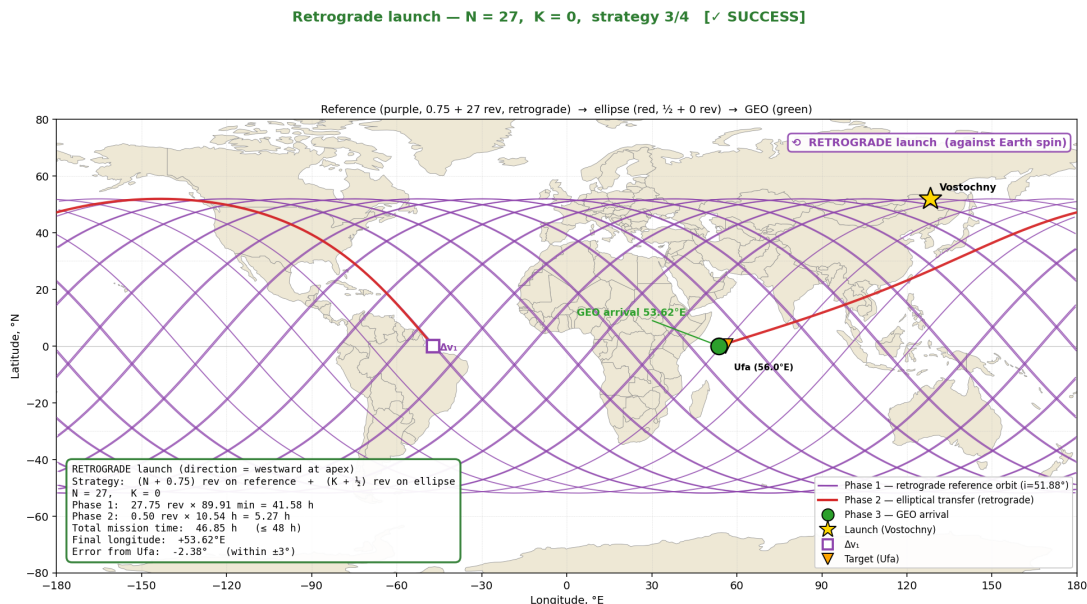 Retrograde launch — N = 27, K = 0, strategy 3/4 [✓ SUCCESS]
Reference (purple, 0.75 + 27 rev, retrograde) → ellipse (red, ½ + 0 rev) → GEO (green)
⟲ RETROGRADE launch (against Earth spin)
Vostochny
GEO arrival 53.62°E
Δv₁
Ufa (56.0°E)
RETROGRADE launch (direction = westward at apex)
Strategy: (N + 0.75) rev on reference + (K + ½) rev on ellipse
N = 27, K = 0
Phase 1: 27.75 rev × 89.91 min = 41.58 h
Phase 2: 0.50 rev × 10.54 h = 5.27 h
Total mission time: 46.85 h (≤ 48 h)
Final longitude: +53.62°E
Error from Ufa: -2.38° (within ±3°)
Phase 1 — retrograde reference orbit (i=51.88°)
Phase 2 — elliptical transfer (retrograde)
Phase 3 — GEO arrival
Launch (Vostochny)
Δv₁
Target (Ufa)
Latitude, °N
80
60
40
20
0
−20
−40
−60
−80
−180
−150
−120
−90
−60
−30
0
30
60
90
120
150
180
Longitude, °E